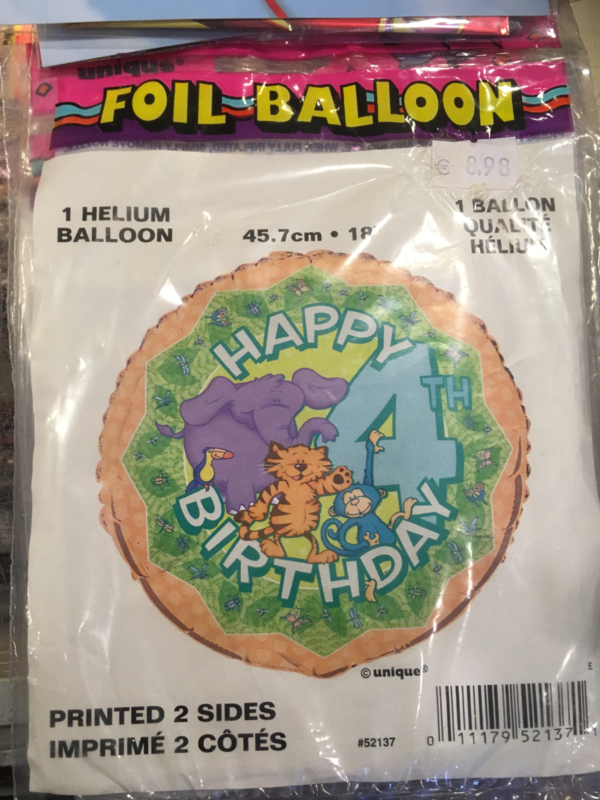 unique®
FOIL BALLOON
€ 8,98
1 HELIUM
BALLOON
45.7cm • 18"
1 BALLON
QUALITÉ
HÉLIUM
HAPPY
4TH
BIRTHDAY
© unique®
PRINTED 2 SIDES
IMPRIMÉ 2 CÔTÉS
#52137
0 11179 52137 1
E